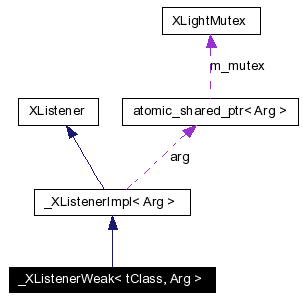 XLightMutex
m_mutex
XListener
atomic_shared_ptr< Arg >
arg
_XListenerImpl< Arg >
_XListenerWeak< tClass, Arg >